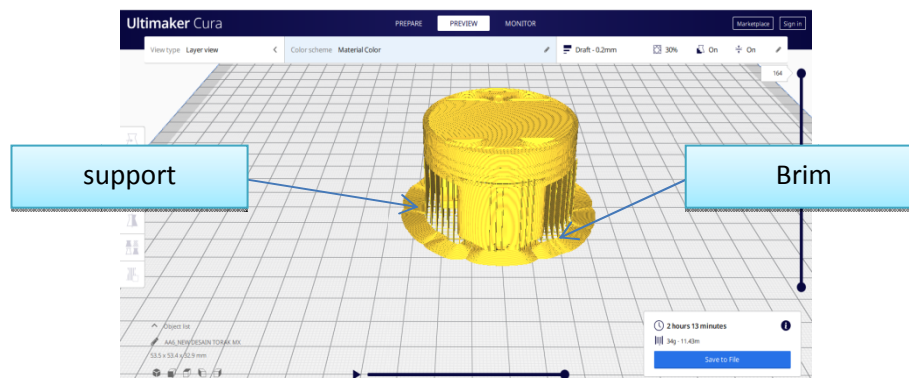 Ultimaker Cura
PREPARE PREVIEW MONITOR
Marketplace Sign in
View type Layer view
Color scheme Material Color
Draft - 0.2mm 30% On On
164
support
Brim
Object list
AA6_NEW DESAIN TORAK MX
53.5 x 53.4 x 32.9 mm
2 hours 13 minutes
34g · 11.43m
Save to File